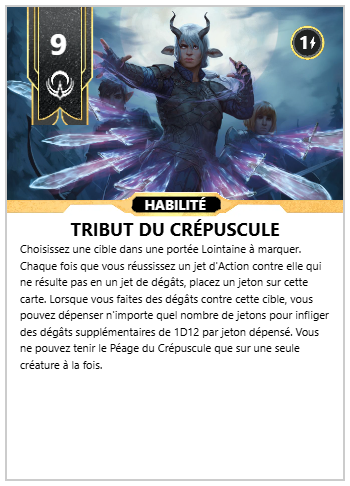 9
1
HABILITÉ
TRIBUT DU CRÉPUSCULE
Choisissez une cible dans une portée Lointaine à marquer.
Chaque fois que vous réussissez un jet d'Action contre elle qui
ne résulte pas en un jet de dégâts, placez un jeton sur cette
carte. Lorsque vous faites des dégâts contre cette cible, vous
pouvez dépenser n'importe quel nombre de jetons pour infliger
des dégâts supplémentaires de 1D12 par jeton dépensé. Vous
ne pouvez tenir le Péage du Crépuscule que sur une seule
créature à la fois.